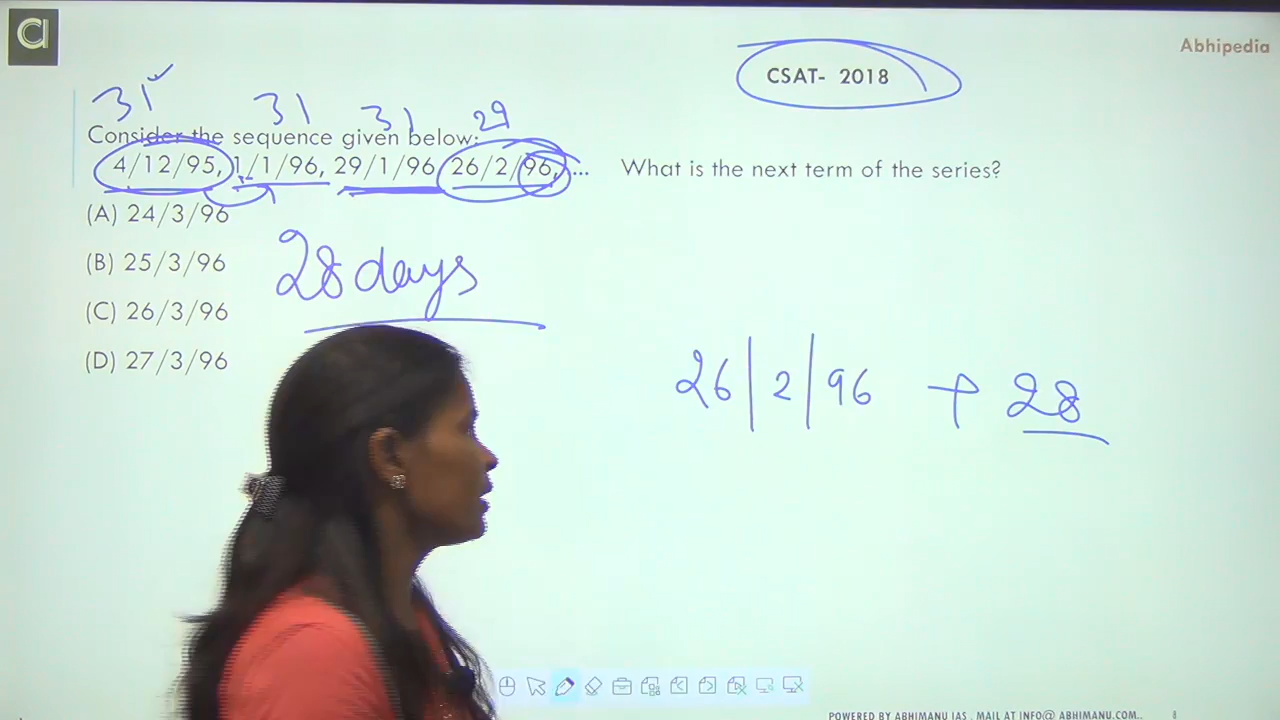 Abhipedia
CSAT- 2018
31 31 31 29
Consider the sequence given below:
4/12/95, 1/1/96, 29/1/96 26/2/96, ... What is the next term of the series?
(A) 24/3/96
(B) 25/3/96
(C) 26/3/96
(D) 27/3/96
28 days
26|2|96 + 28
POWERED BY ABHIMANU IAS . MAIL AT INFO@ ABHIMANU.COM..